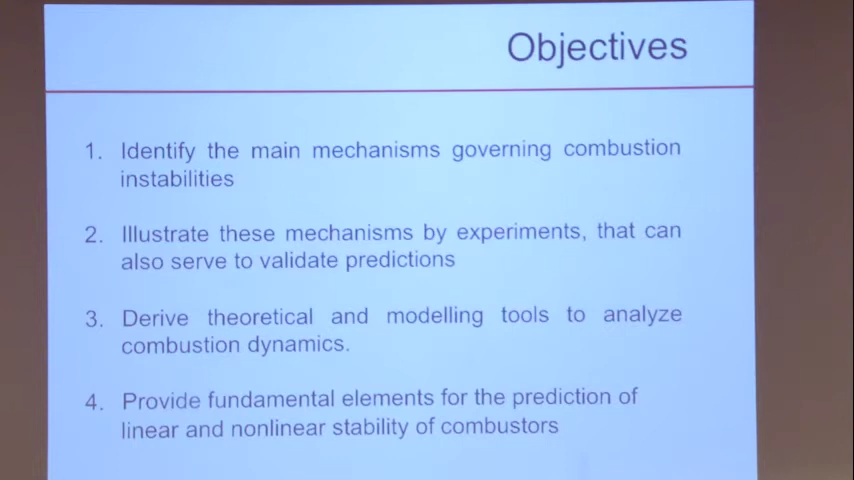 Objectives
1. Identify the main mechanisms governing combustion
instabilities
2. Illustrate these mechanisms by experiments, that can
also serve to validate predictions
3. Derive theoretical and modelling tools to analyze
combustion dynamics.
4. Provide fundamental elements for the prediction of
linear and nonlinear stability of combustors